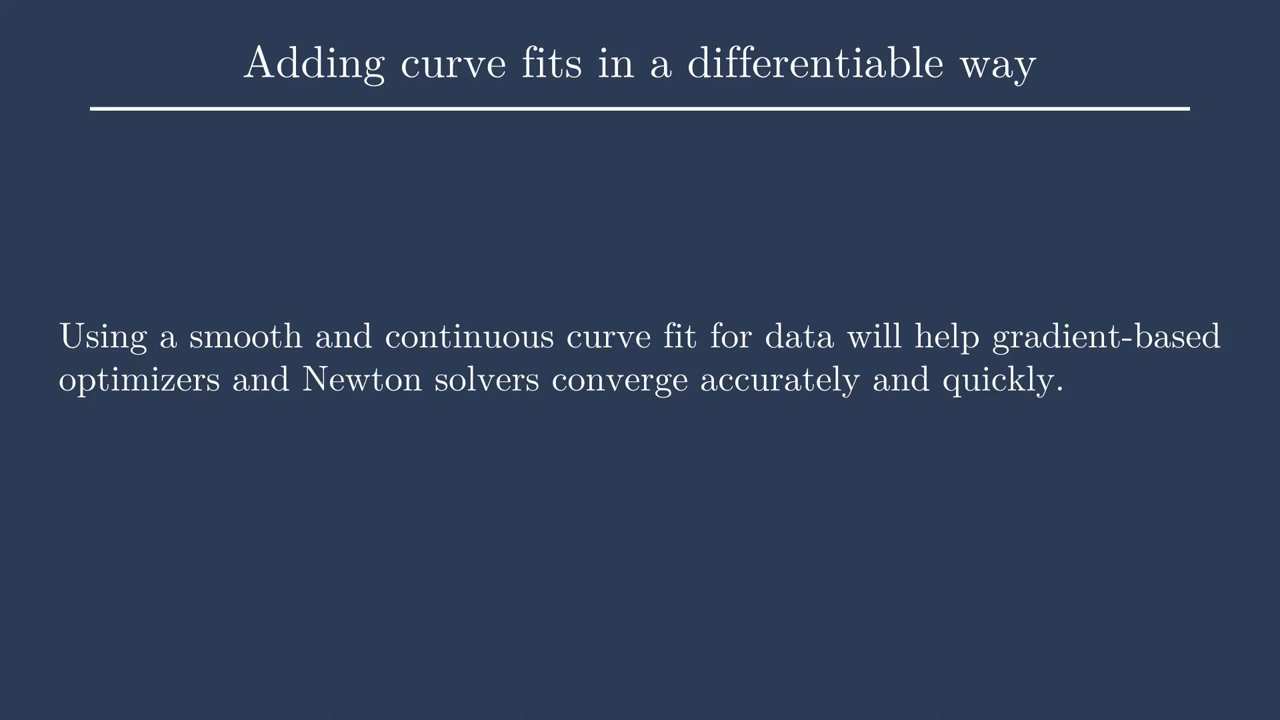 Adding curve fits in a differentiable way
Using a smooth and continuous curve fit for data will help gradient-based
optimizers and Newton solvers converge accurately and quickly.